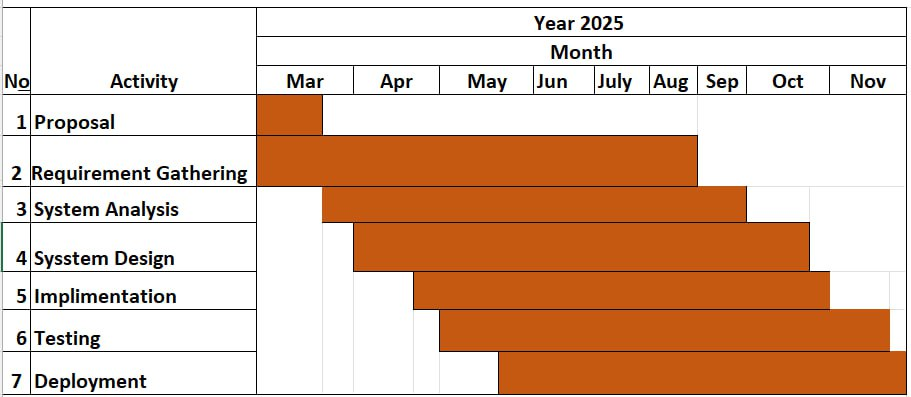 Year 2025
Month
No Activity Mar Apr May Jun July Aug Sep Oct Nov
1 Proposal
2 Requirement Gathering
3 System Analysis
4 Sysstem Design
5 Implimentation
6 Testing
7 Deployment